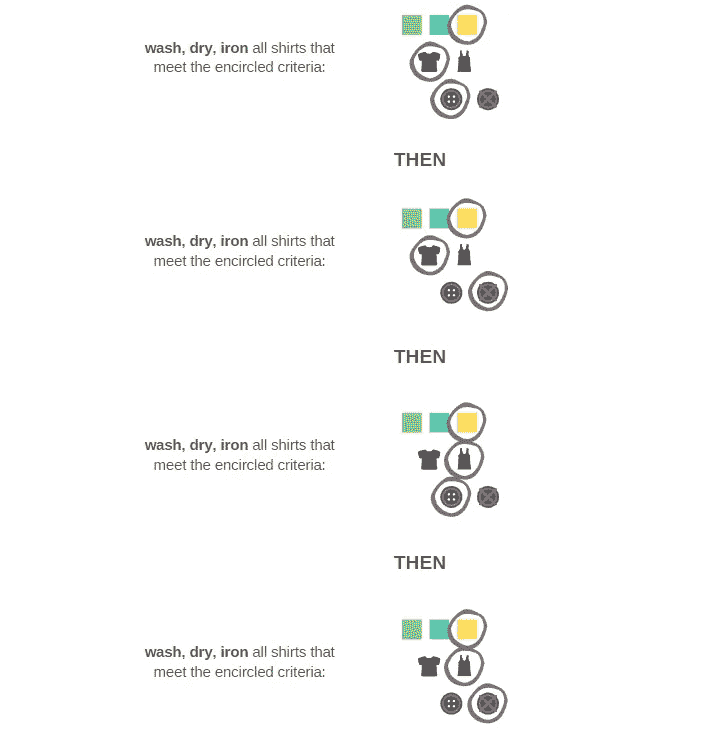 wash, dry, iron all shirts that
meet the encircled criteria:
THEN
wash, dry, iron all shirts that
meet the encircled criteria:
THEN
wash, dry, iron all shirts that
meet the encircled criteria:
THEN
wash, dry, iron all shirts that
meet the encircled criteria: